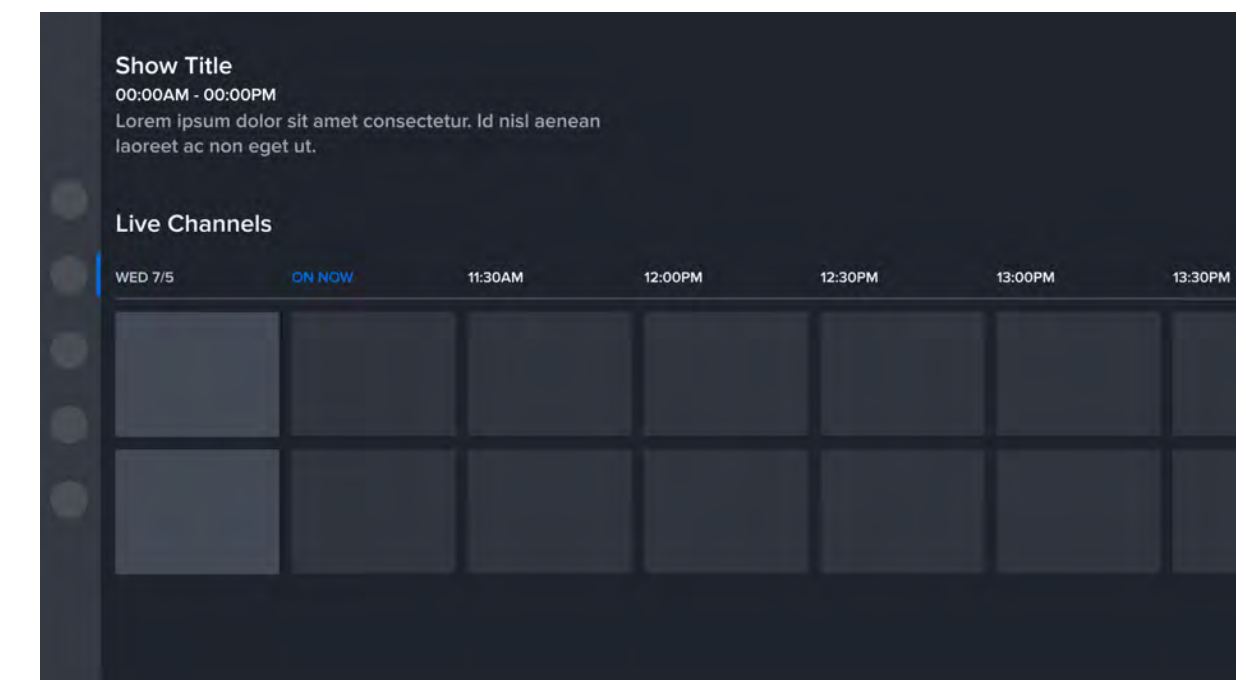 Show Title
00:00AM - 00:00PM
Lorem ipsum dolor sit amet consectetur. Id nisl aenean
laoreet ac non eget ut.
Live Channels
WED 7/5 ON NOW 11:30AM 12:00PM 12:30PM 13:00PM 13:30PM